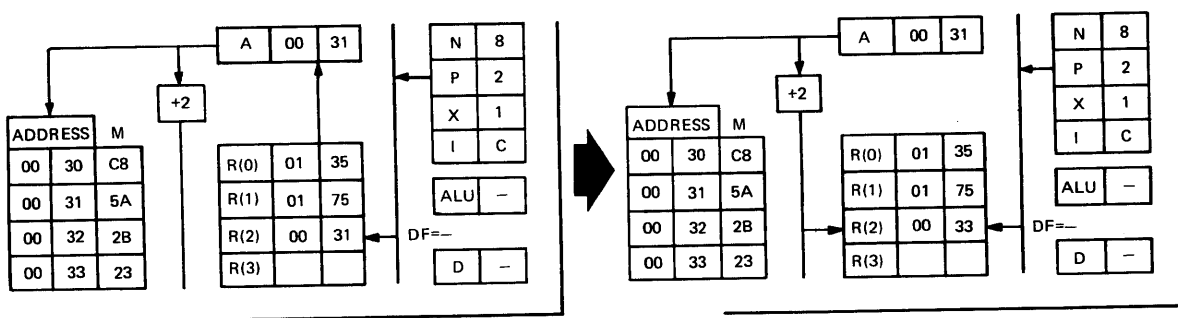 A 00 31
+2
ADDRESS M
00 30 C8
00 31 5A
00 32 2B
00 33 23
R(0) 01 35
R(1) 01 75
R(2) 00 31
R(3)
N 8
P 2
X 1
I C
ALU –
DF=–
D –
A 00 31
+2
ADDRESS M
00 30 C8
00 31 5A
00 32 2B
00 33 23
R(0) 01 35
R(1) 01 75
R(2) 00 33
R(3)
N 8
P 2
X 1
I C
ALU –
DF=–
D –